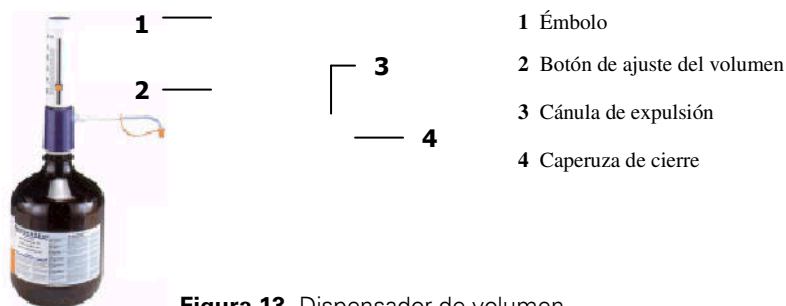 1
2
3
4
1 Émbolo
2 Botón de ajuste del volumen
3 Cánula de expulsión
4 Caperuza de cierre
Figura 13. Dispensador de volumen